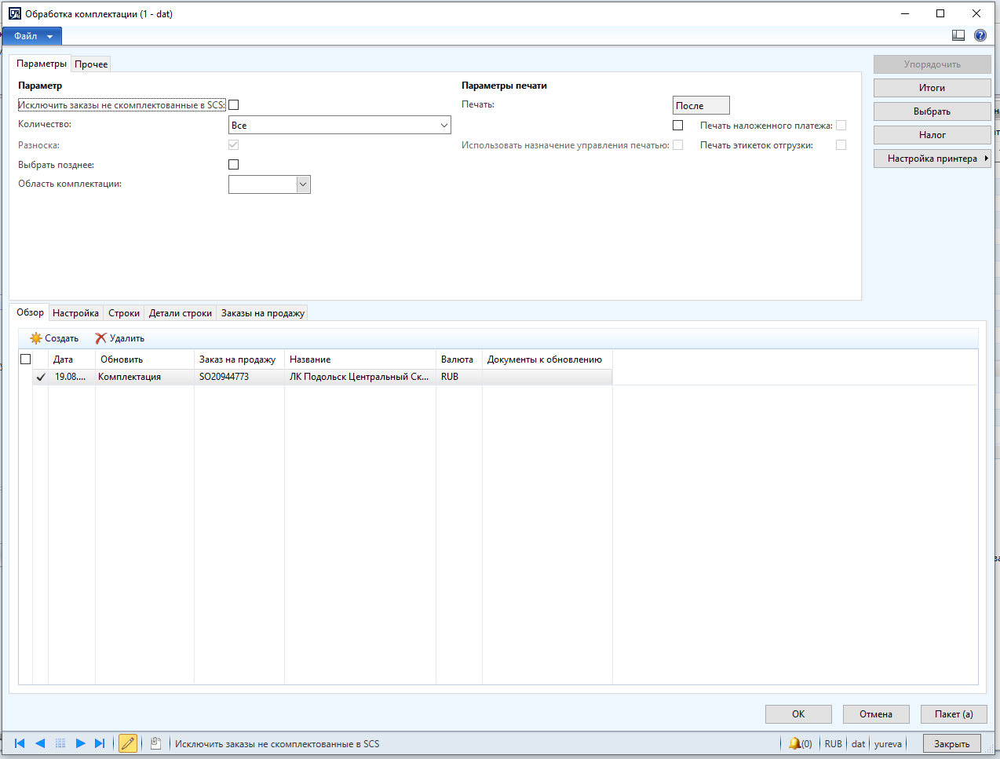 Обработка комплектации (1 - dat)
Файл
Параметры Прочее
Параметр
Исключить заказы не скомплектованные в SCS:
Количество: Все
Разноска:
Выбрать позднее:
Область комплектации:
Параметры печати
Печать: После
Печать наложенного платежа:
Использовать назначение управления печатью: Печать этикеток отгрузки:
Упорядочить
Итоги
Выбрать
Налог
Настройка принтера
Обзор Настройка Строки Детали строки Заказы на продажу
Создать Удалить
Дата Обновить Заказ на продажу Название Валюта Документы к обновлению
19.08.... Комплектация SO20944773 ЛК Подольск Центральный Ск... RUB
ОК Отмена Пакет (а)
Исключить заказы не скомплектованные в SCS (0) RUB dat yureva Закрыть